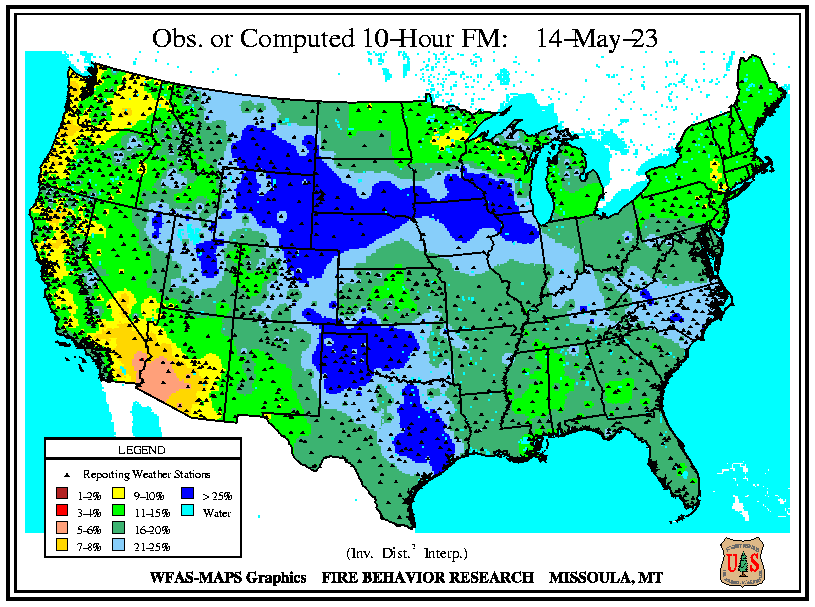 Obs. or Computed 10-Hour FM: 14-May-23
LEGEND
Reporting Weather Stations
1-2% 9-10% > 25%
3-4% 11-15% Water
5-6% 16-20%
7-8% 21-25%
(Inv. Dist.² Interp.)
WFAS-MAPS Graphics FIRE BEHAVIOR RESEARCH MISSOULA, MT
U S